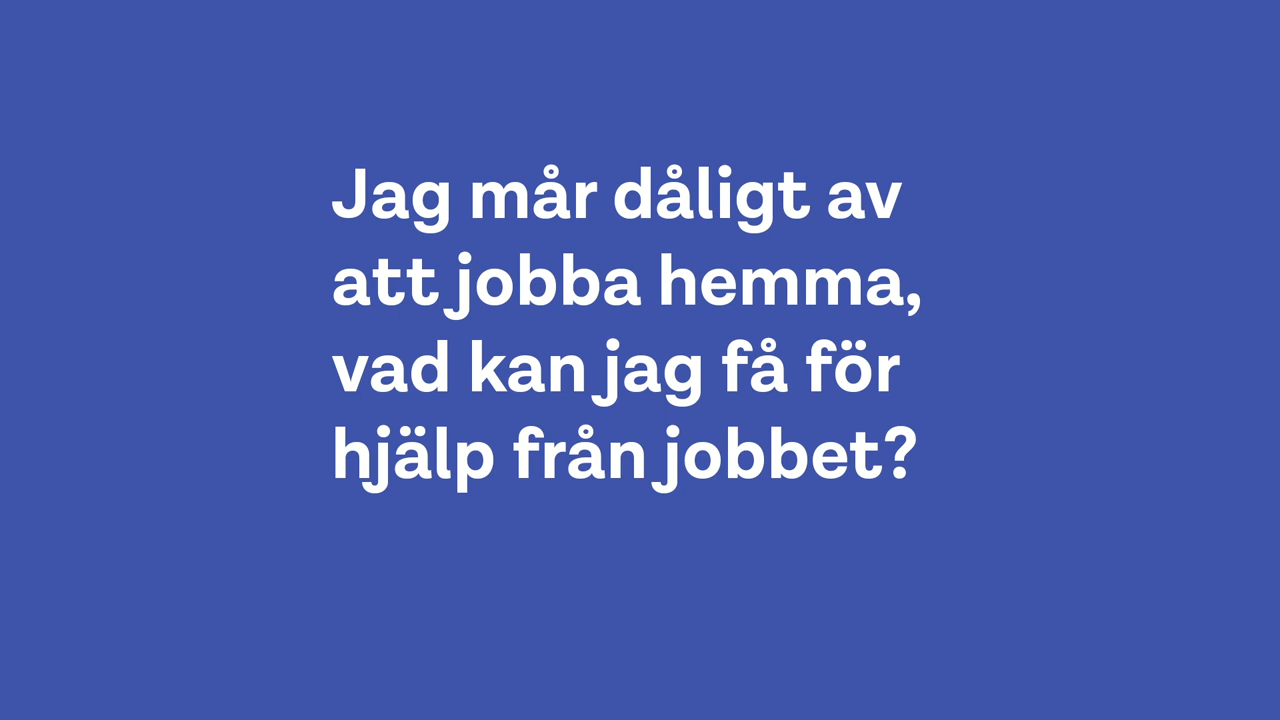 Jag mår dåligt av
att jobba hemma,
vad kan jag få för
hjälp från jobbet?